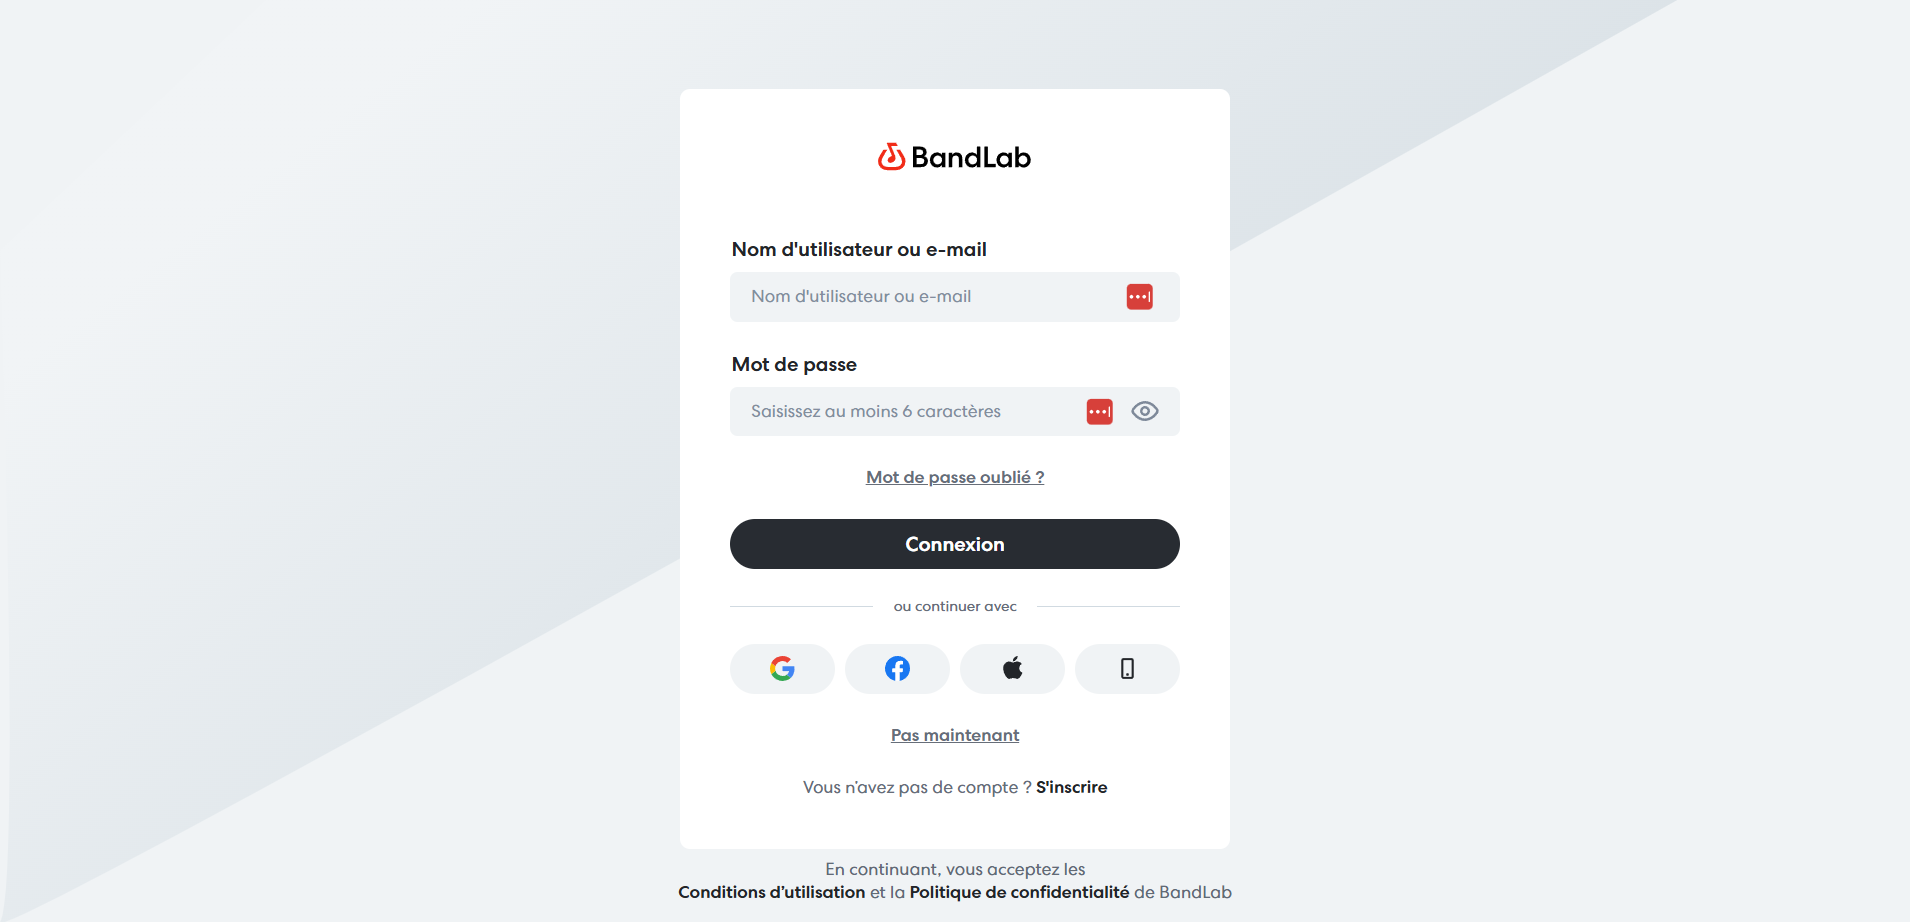 BandLab
Nom d'utilisateur ou e-mail
Nom d'utilisateur ou e-mail
Mot de passe
Saisissez au moins 6 caractères
Mot de passe oublié ?
Connexion
ou continuer avec
Pas maintenant
Vous n'avez pas de compte ? S'inscrire
En continuant, vous acceptez les
Conditions d’utilisation et la Politique de confidentialité de BandLab